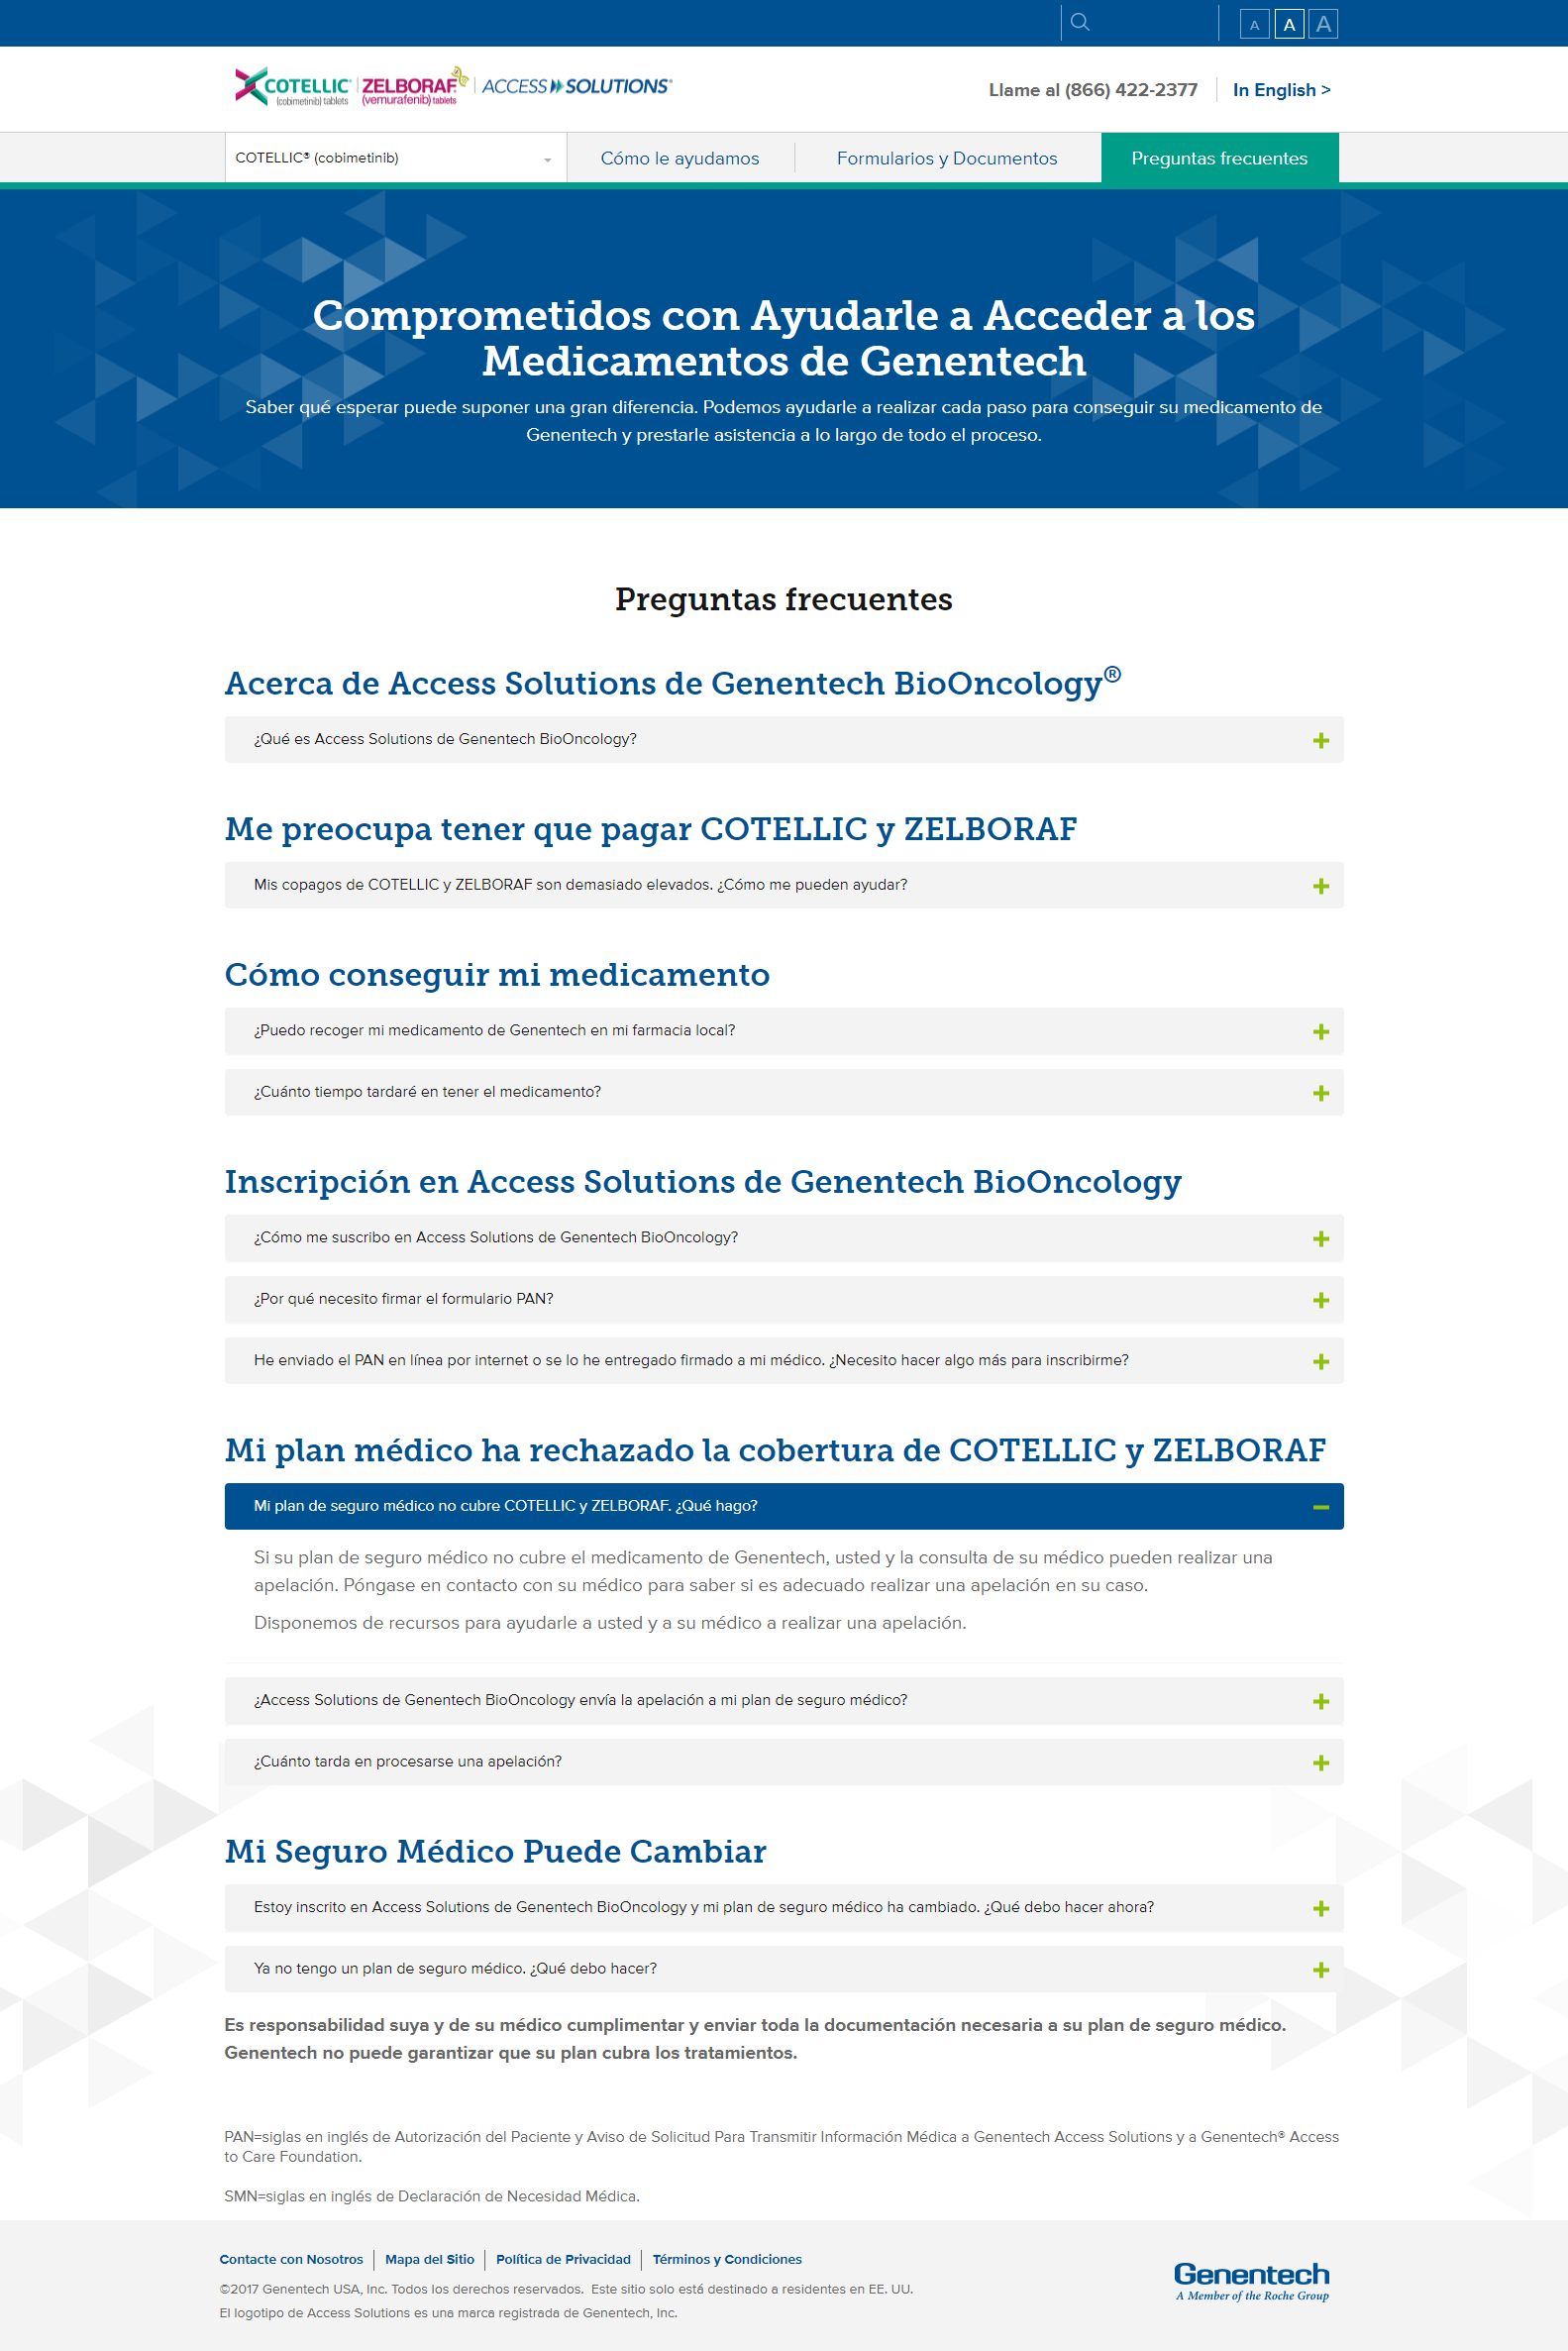 A A A
COTELLIC® (cobimetinib) tablets | ZELBORAF® (vemurafenib) tablets | ACCESS SOLUTIONS®
Llame al (866) 422-2377
In English >
COTELLIC® (cobimetinib)
Cómo le ayudamos
Formularios y Documentos
Preguntas frecuentes
Comprometidos con Ayudarle a Acceder a los
Medicamentos de Genentech
Saber qué esperar puede suponer una gran diferencia. Podemos ayudarle a realizar cada paso para conseguir su medicamento de
Genentech y prestarle asistencia a lo largo de todo el proceso.
Preguntas frecuentes
Acerca de Access Solutions de Genentech BioOncology®
¿Qué es Access Solutions de Genentech BioOncology?
Me preocupa tener que pagar COTELLIC y ZELBORAF
Mis copagos de COTELLIC y ZELBORAF son demasiado elevados. ¿Cómo me pueden ayudar?
Cómo conseguir mi medicamento
¿Puedo recoger mi medicamento de Genentech en mi farmacia local?
¿Cuánto tiempo tardaré en tener el medicamento?
Inscripción en Access Solutions de Genentech BioOncology
¿Cómo me suscribo en Access Solutions de Genentech BioOncology?
¿Por qué necesito firmar el formulario PAN?
He enviado el PAN en línea por internet o se lo he entregado firmado a mi médico. ¿Necesito hacer algo más para inscribirme?
Mi plan médico ha rechazado la cobertura de COTELLIC y ZELBORAF
Mi plan de seguro médico no cubre COTELLIC y ZELBORAF. ¿Qué hago?
Si su plan de seguro médico no cubre el medicamento de Genentech, usted y la consulta de su médico pueden realizar una
apelación. Póngase en contacto con su médico para saber si es adecuado realizar una apelación en su caso.
Disponemos de recursos para ayudarle a usted y a su médico a realizar una apelación.
¿Access Solutions de Genentech BioOncology envía la apelación a mi plan de seguro médico?
¿Cuánto tarda en procesarse una apelación?
Mi Seguro Médico Puede Cambiar
Estoy inscrito en Access Solutions de Genentech BioOncology y mi plan de seguro médico ha cambiado. ¿Qué debo hacer ahora?
Ya no tengo un plan de seguro médico. ¿Qué debo hacer?
Es responsabilidad suya y de su médico cumplimentar y enviar toda la documentación necesaria a su plan de seguro médico.
Genentech no puede garantizar que su plan cubra los tratamientos.
PAN=siglas en inglés de Autorización del Paciente y Aviso de Solicitud Para Transmitir Información Médica a Genentech Access Solutions y a Genentech® Access
to Care Foundation.
SMN=siglas en inglés de Declaración de Necesidad Médica.
Contacte con Nosotros | Mapa del Sitio | Política de Privacidad | Términos y Condiciones
©2017 Genentech USA, Inc. Todos los derechos reservados. Este sitio solo está destinado a residentes en EE. UU.
El logotipo de Access Solutions es una marca registrada de Genentech, Inc.
Genentech
A Member of the Roche Group